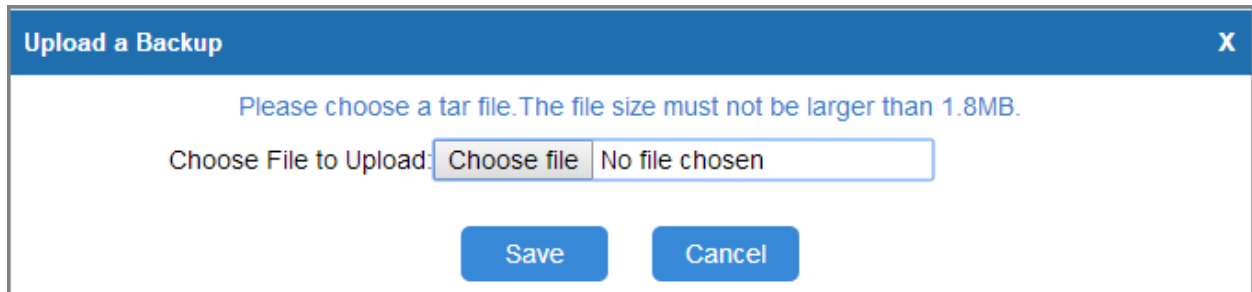 Upload a Backup X
Please choose a tar file.The file size must not be larger than 1.8MB.
Choose File to Upload: Choose file No file chosen
Save Cancel